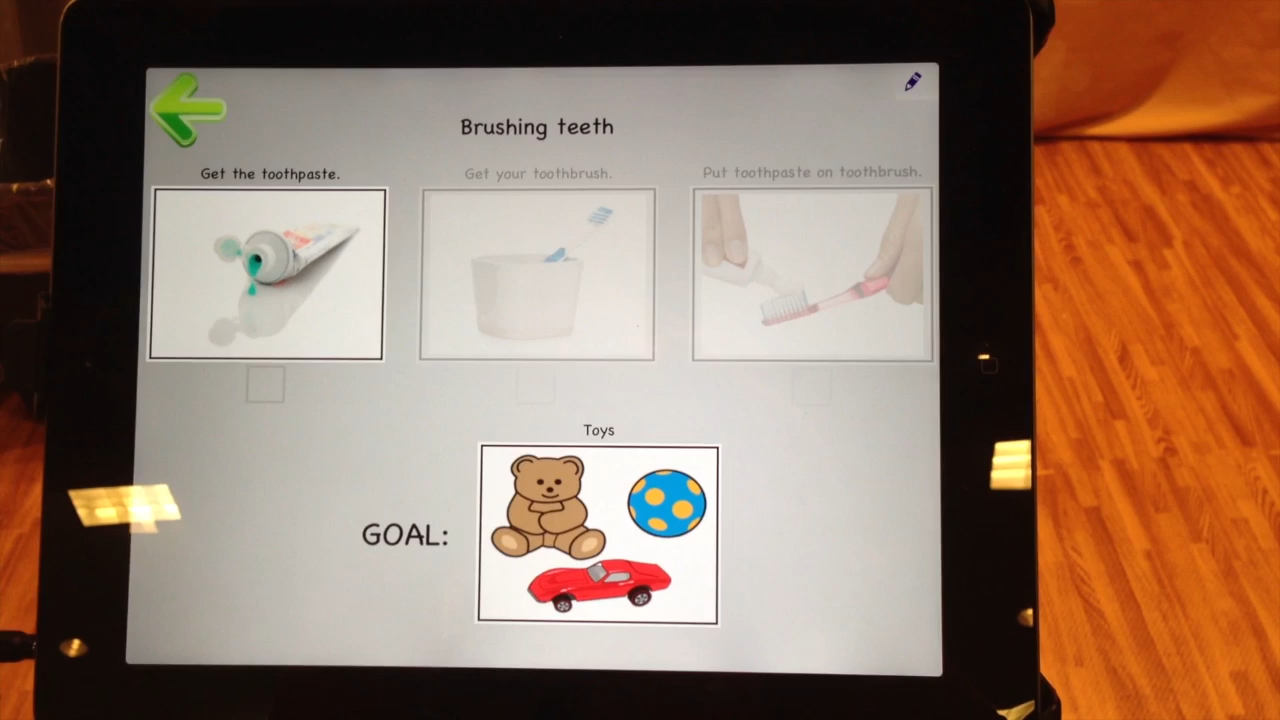 Brushing teeth
Get the toothpaste.
Get your toothbrush.
Put toothpaste on toothbrush.
Toys
GOAL: